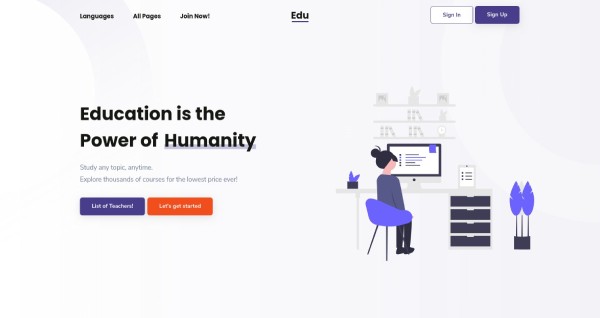 Languages
All Pages
Join Now!
Edu
Sign In
Sign Up
Education is the
Power of Humanity
Study any topic, anytime.
Explore thousands of courses for the lowest price ever!
List of Teachers!
Let's get started